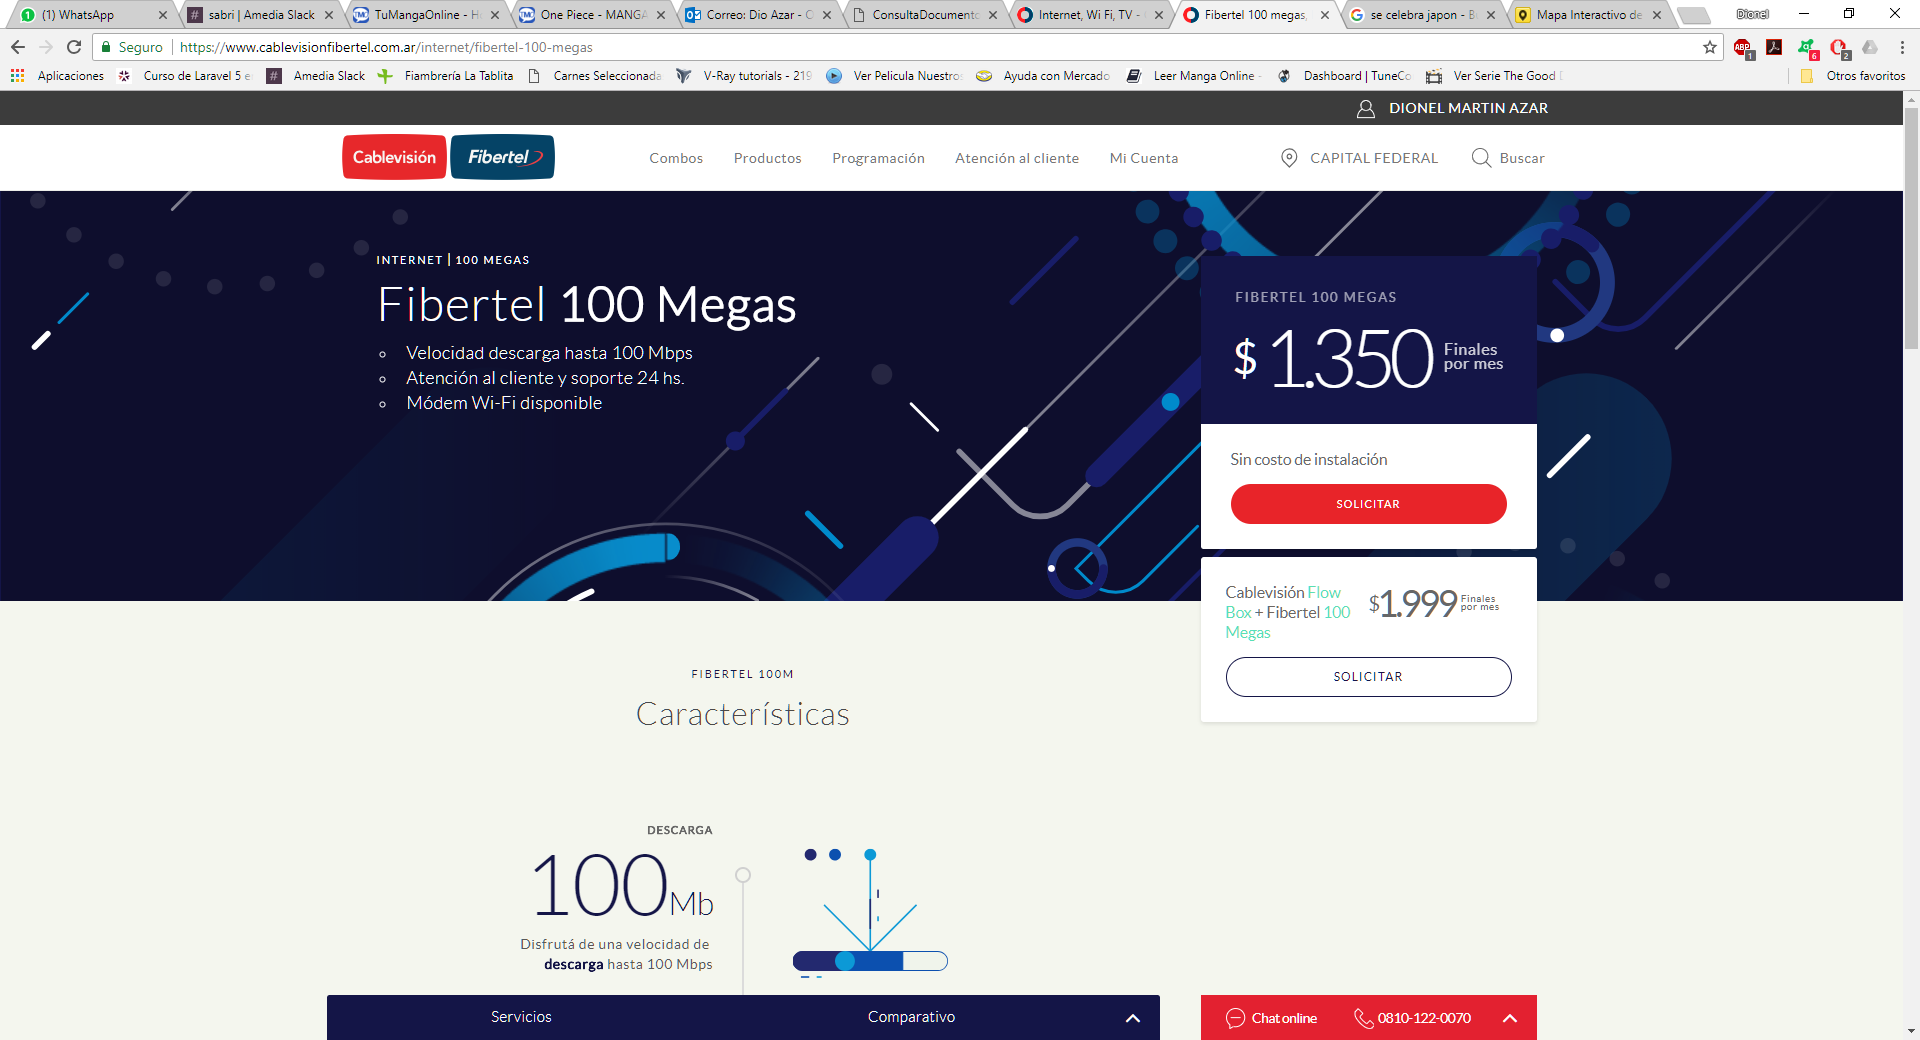 (1) WhatsApp
sabri | Amedia Slack
TuMangaOnline - H
One Piece - MANGA
Correo: Dio Azar - O
ConsultaDocumento
Internet, Wi Fi, TV -
Fibertel 100 megas,
se celebra japon - B
Mapa Interactivo de
Dionel
Seguro
https://www.cablevisionfibertel.com.ar/internet/fibertel-100-megas
ABP
1
6
2
Aplicaciones
Curso de Laravel 5 e
Amedia Slack
Fiambrería La Tablita
Carnes Seleccionada
V-Ray tutorials - 219
Ver Pelicula Nuestro
Ayuda con Mercado
Leer Manga Online -
Dashboard | TuneCo
Ver Serie The Good
Otros favoritos
DIONEL MARTIN AZAR
Cablevisión
Fibertel
Combos
Productos
Programación
Atención al cliente
Mi Cuenta
CAPITAL FEDERAL
Buscar
INTERNET | 100 MEGAS
Fibertel 100 Megas
Velocidad descarga hasta 100 Mbps
Atención al cliente y soporte 24 hs.
Módem Wi-Fi disponible
FIBERTEL 100 MEGAS
$ 1.350 Finales
por mes
Sin costo de instalación
SOLICITAR
Cablevisión Flow
Box + Fibertel 100
Megas
$1.999 Finales
por mes
SOLICITAR
FIBERTEL 100M
Características
DESCARGA
100Mb
Disfrutá de una velocidad de
descarga hasta 100 Mbps
Servicios
Comparativo
Chat online
0810-122-0070